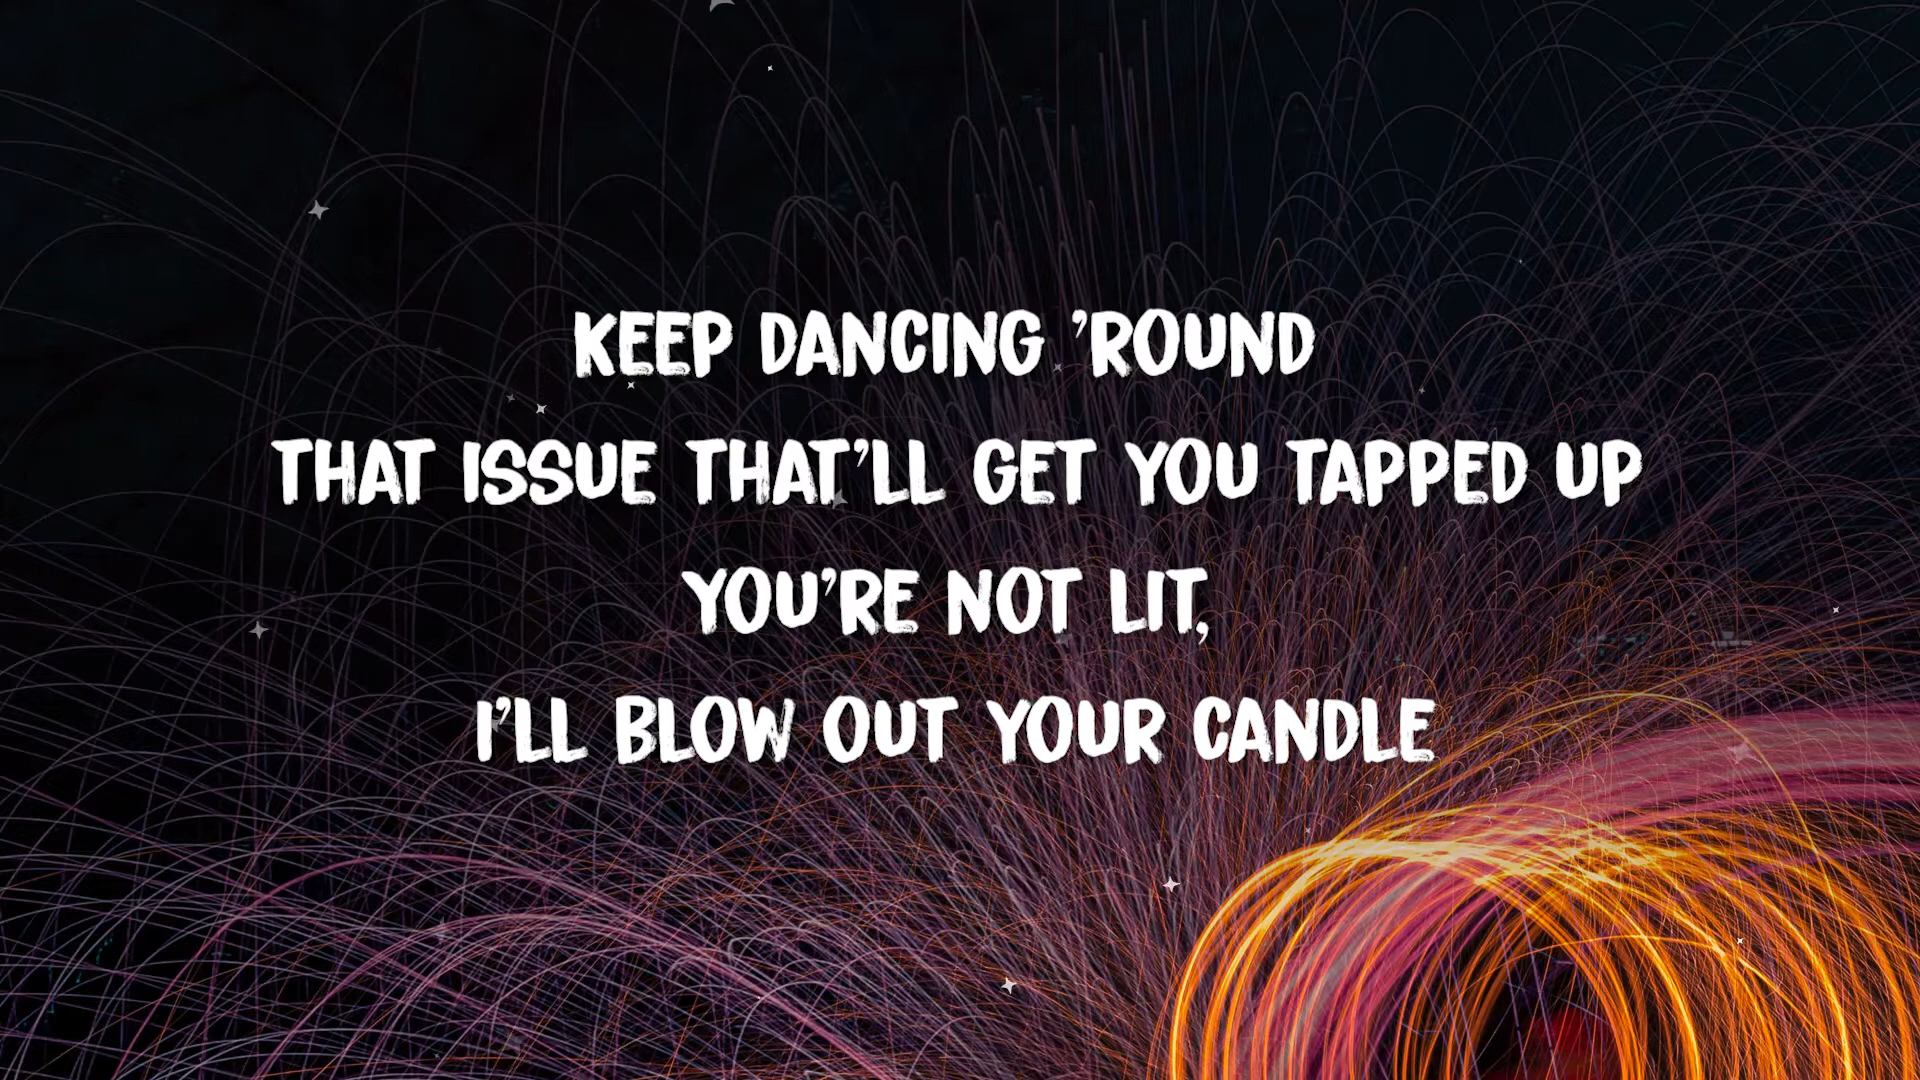 KEEP DANCING ’ROUND
THAT ISSUE THAT’LL GET YOU TAPPED UP
YOU’RE NOT LIT,
I’LL BLOW OUT YOUR CANDLE